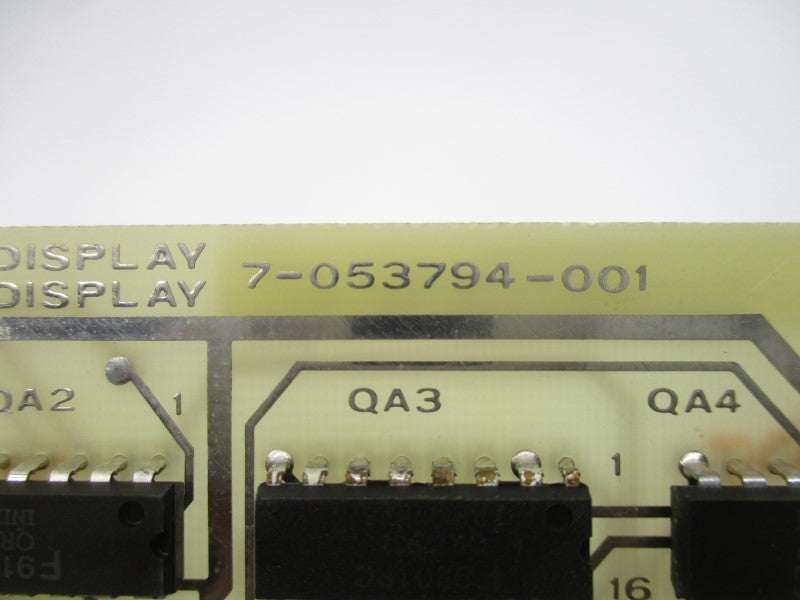 DISPLAY 7-053794-001
DISPLAY
QA2 1 QA3 QA4
1
16